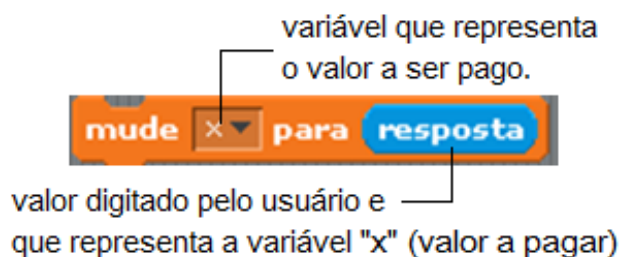 variável que representa
o valor a ser pago.
mude x para resposta
valor digitado pelo usuário e
que representa a variável "x" (valor a pagar)